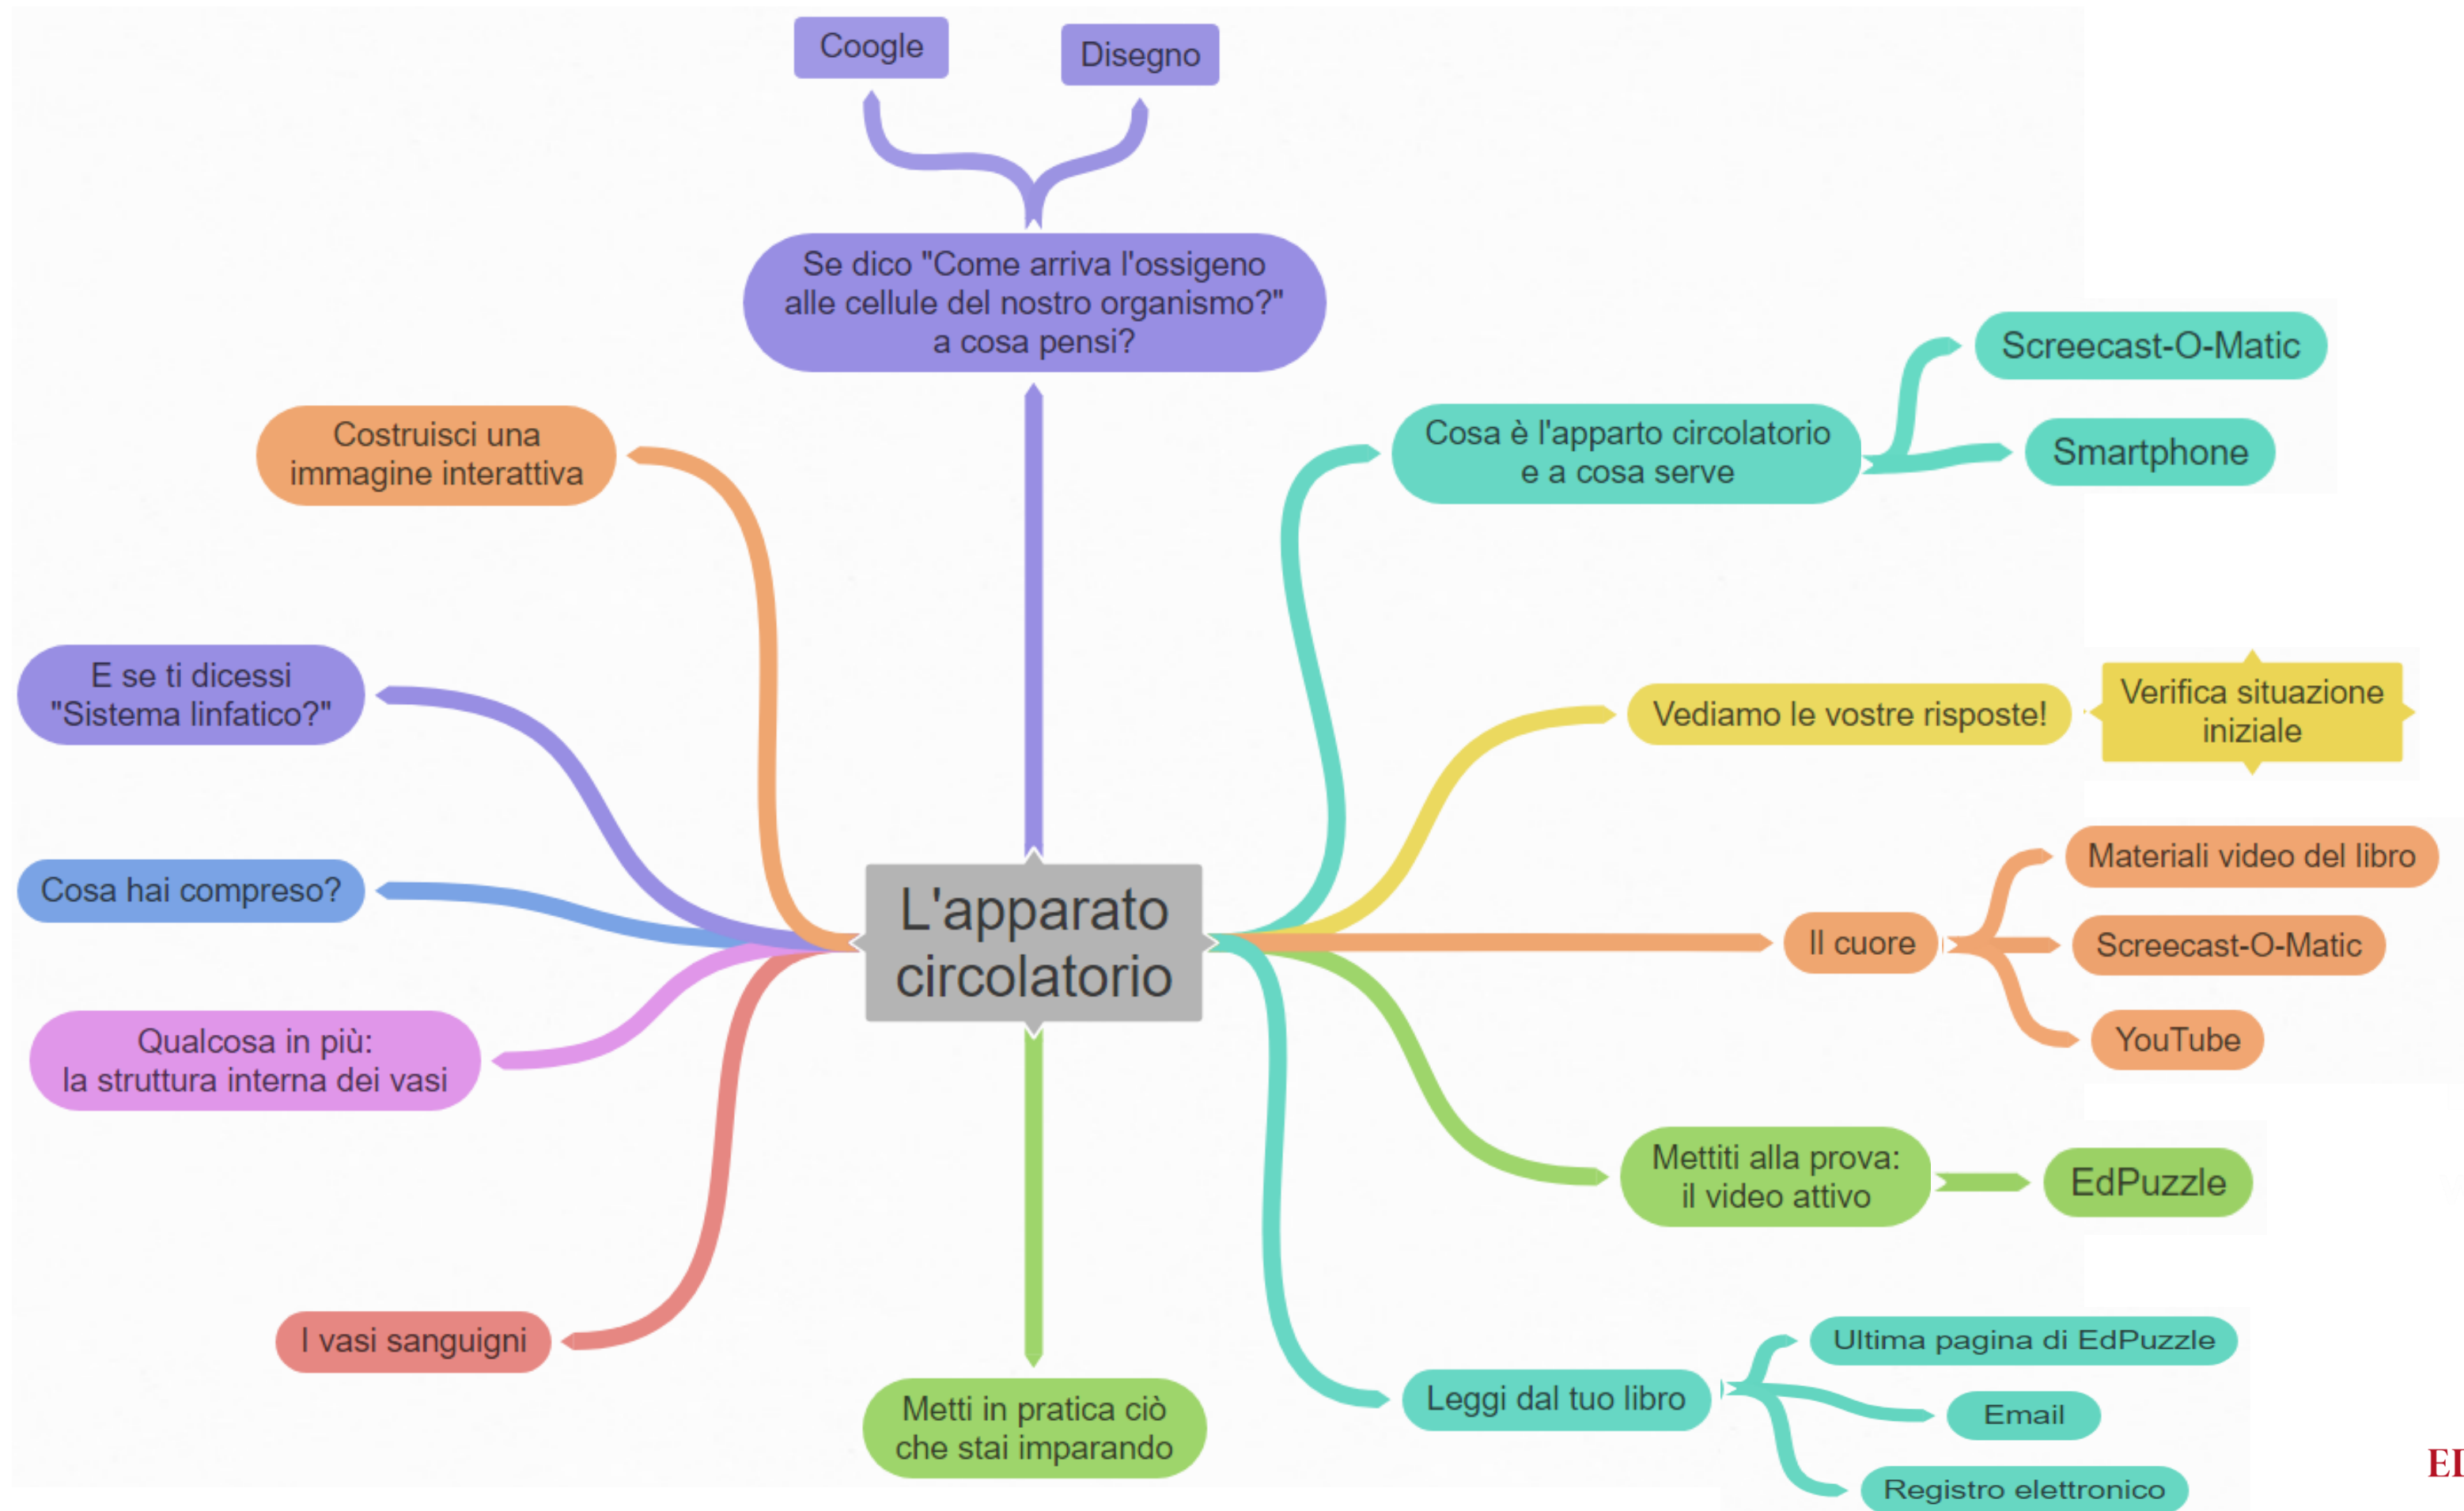 Coogle
Disegno
Se dico "Come arriva l'ossigeno
alle cellule del nostro organismo?"
a cosa pensi?
Cosa è l'apparto circolatorio
e a cosa serve
Screecast-O-Matic
Smartphone
Vediamo le vostre risposte!
Verifica situazione
iniziale
Il cuore
Materiali video del libro
Screecast-O-Matic
YouTube
Mettiti alla prova:
il video attivo
EdPuzzle
Leggi dal tuo libro
Ultima pagina di EdPuzzle
Email
Registro elettronico
L'apparato
circolatorio
Metti in pratica ciò
che stai imparando
I vasi sanguigni
Qualcosa in più:
la struttura interna dei vasi
Cosa hai compreso?
E se ti dicessi
"Sistema linfatico?"
Costruisci una
immagine interattiva